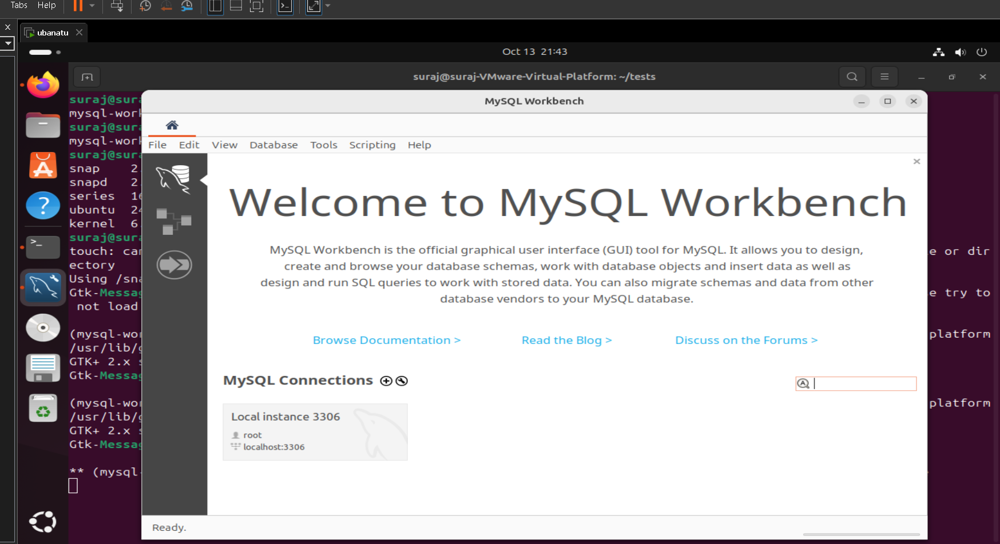 Tabs Help
ubanatu
Oct 13 21:43
suraj@suraj-VMware-Virtual-Platform: ~/tests
suraj@sura
mysql-work
suraj@sura
mysql-work
suraj@sura
snap 2.
snapd 2.
series 16
ubuntu 24
kernel 6.
suraj@sura
touch: can
e or dir
ectory
Using /sna
Gtk-Messag
e try to
not load
(mysql-wor
platform
/usr/lib/g
GTK+ 2.x s
Gtk-Messag
(mysql-wor
platform
/usr/lib/g
GTK+ 2.x s
Gtk-Messag
** (mysql-
MySQL Workbench
File Edit View Database Tools Scripting Help
Welcome to MySQL Workbench
MySQL Workbench is the official graphical user interface (GUI) tool for MySQL. It allows you to design,
create and browse your database schemas, work with database objects and insert data as well as
design and run SQL queries to work with stored data. You can also migrate schemas and data from other
database vendors to your MySQL database.
Browse Documentation > Read the Blog > Discuss on the Forums >
MySQL Connections
Local instance 3306
root
localhost:3306
Ready.